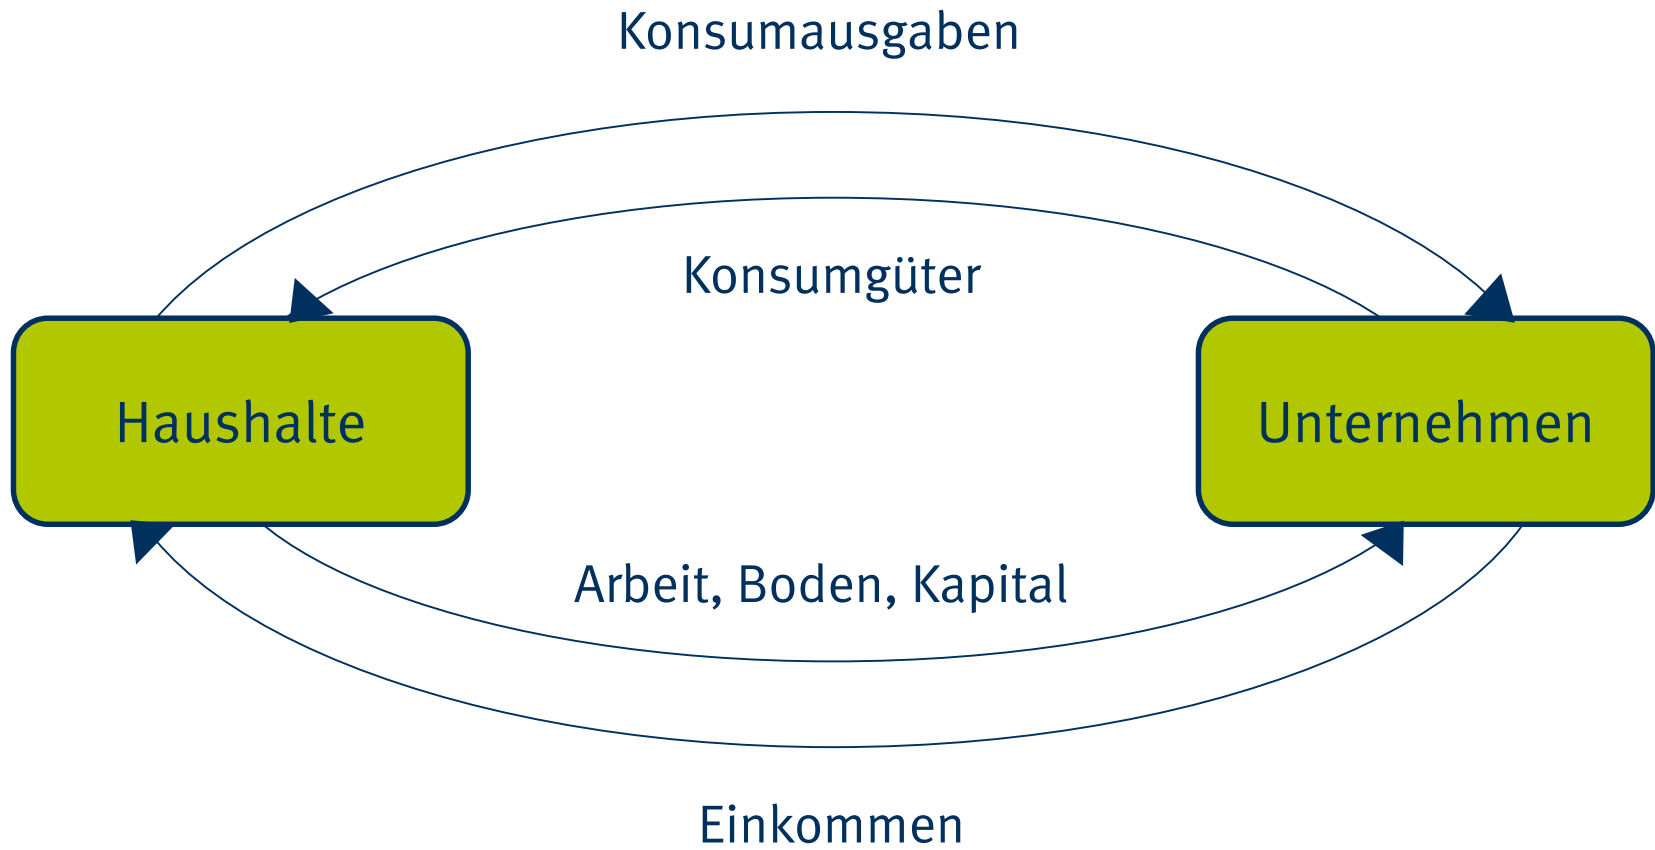 Konsumausgaben
Konsumgüter
Haushalte
Unternehmen
Arbeit, Boden, Kapital
Einkommen